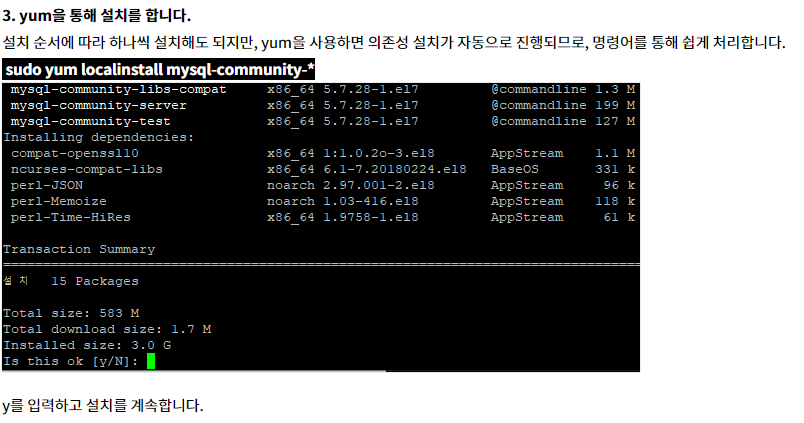 3. yum을 통해 설치를 합니다.
설치 순서에 따라 하나씩 설치해도 되지만, yum을 사용하면 의존성 설치가 자동으로 진행되므로, 명령어를 통해 쉽게 처리합니다.
sudo yum localinstall mysql-community-*
mysql-community-libs-compat x86_64 5.7.28-1.el7 @commandline 1.3 M
mysql-community-server x86_64 5.7.28-1.el7 @commandline 199 M
mysql-community-test x86_64 5.7.28-1.el7 @commandline 127 M
Installing dependencies:
compat-openssl10 x86_64 1:1.0.2o-3.el8 AppStream 1.1 M
ncurses-compat-libs x86_64 6.1-7.20180224.el8 BaseOS 331 k
perl-JSON noarch 2.97.001-2.el8 AppStream 96 k
perl-Memoize noarch 1.03-416.el8 AppStream 118 k
perl-Time-HiRes x86_64 1.9758-1.el8 AppStream 61 k
Transaction Summary
================================================================================
설치 15 Packages
Total size: 583 M
Total download size: 1.7 M
Installed size: 3.0 G
Is this ok [y/N]:
y를 입력하고 설치를 계속합니다.